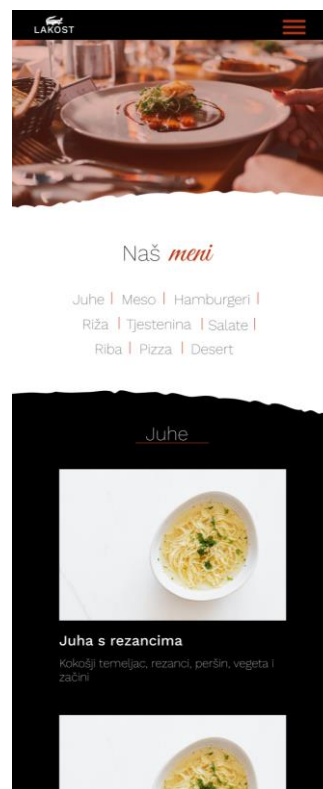 LAKOST
Naš meni
Juhe | Meso | Hamburgeri |
Riža | Tjestenina | Salate |
Riba | Pizza | Desert
Juhe
Juha s rezancima
Kokošji temeljac, rezanci, peršin, vegeta i
začini